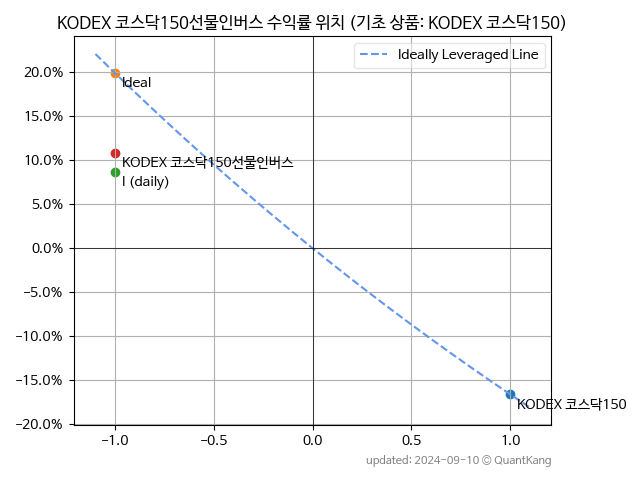 KODEX 코스닥150선물인버스 수익률 위치 (기초 상품: KODEX 코스닥150)
Ideally Leveraged Line
20.0%
Ideal
15.0%
10.0%
KODEX 코스닥150선물인버스
I (daily)
5.0%
0.0%
-5.0%
-10.0%
-15.0%
KODEX 코스닥150
-20.0%
-1.0
-0.5
0.0
0.5
1.0
updated: 2024-09-10 © QuantKang